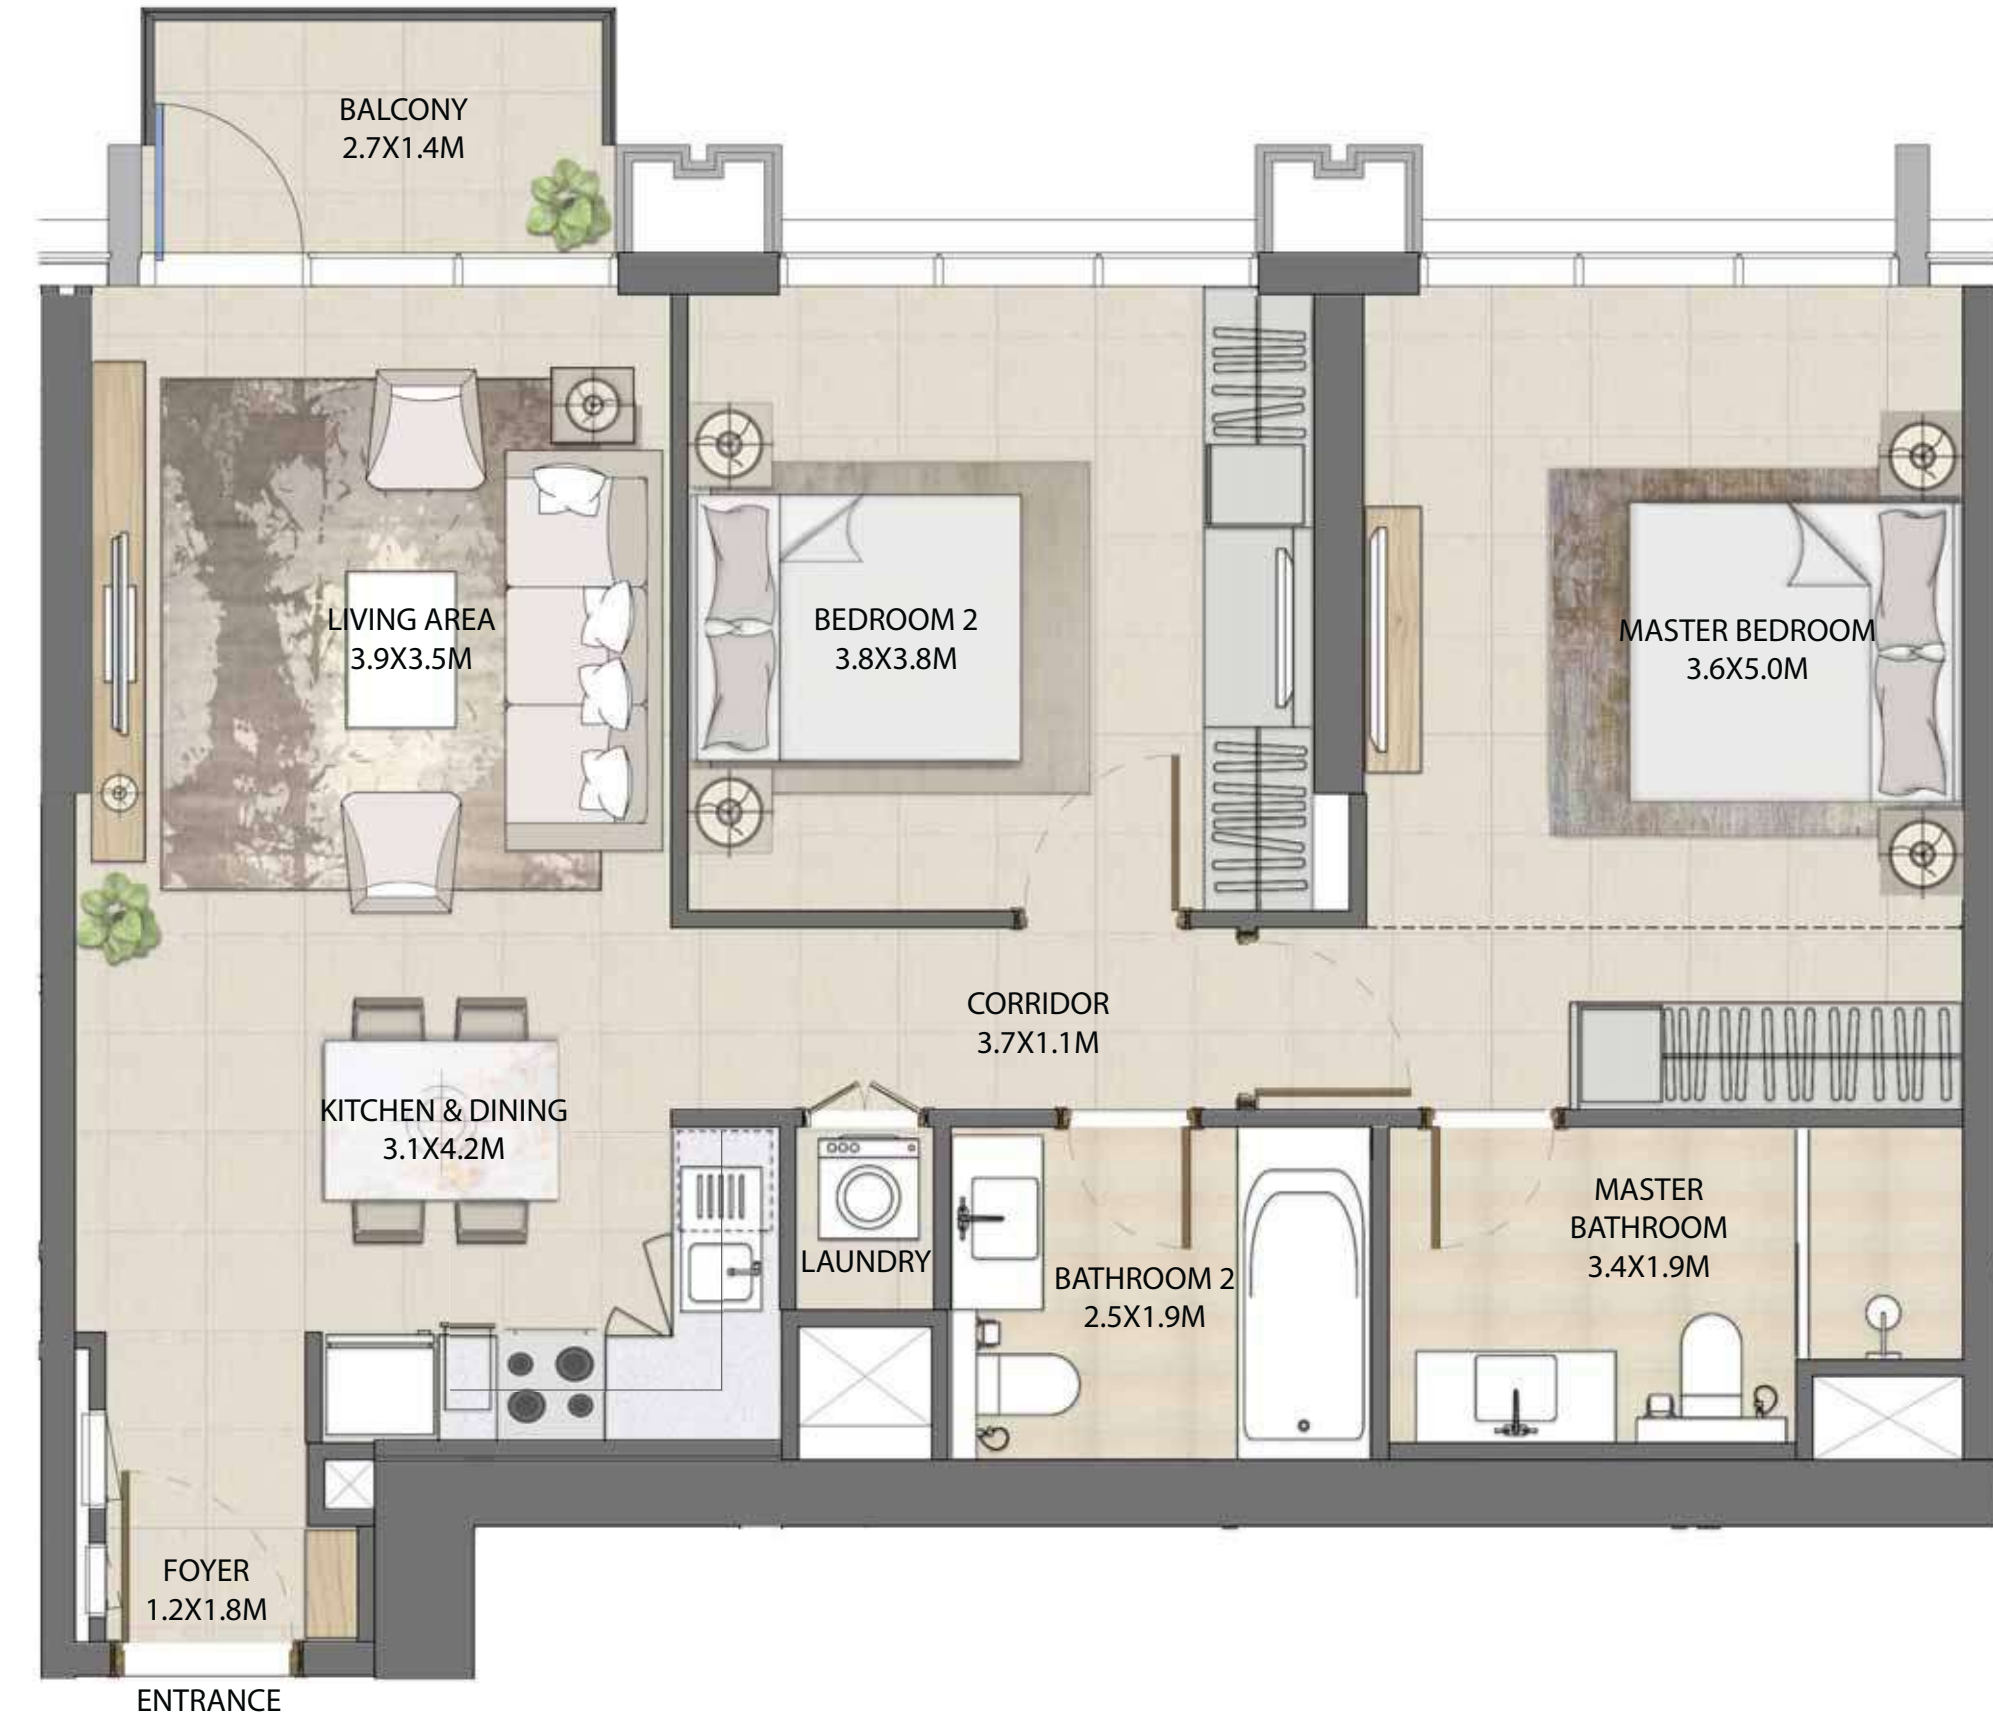 BALCONY
2.7X1.4M
LIVING AREA
3.9X3.5M
BEDROOM 2
3.8X3.8M
MASTER BEDROOM
3.6X5.0M
CORRIDOR
3.7X1.1M
KITCHEN & DINING
3.1X4.2M
LAUNDRY
BATHROOM 2
2.5X1.9M
MASTER
BATHROOM
3.4X1.9M
FOYER
1.2X1.8M
ENTRANCE